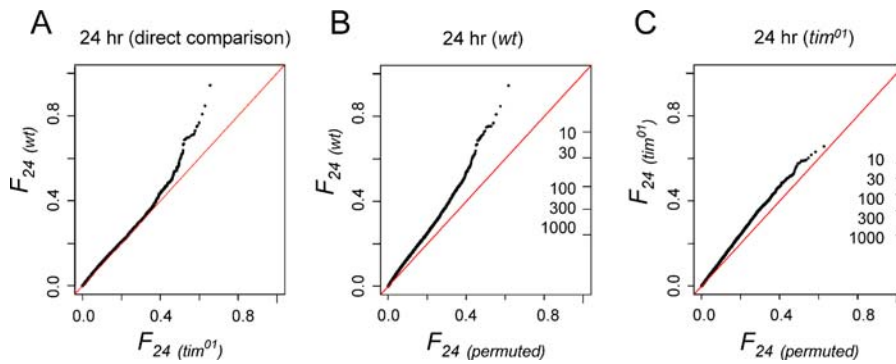 A
24 hr (direct comparison)
F24 (wt)
0.0 0.4 0.8
0.0 0.4 0.8
F24 (tim01)
B
24 hr (wt)
F24 (wt)
0.0 0.4 0.8
10
30
100
300
1000
0.0 0.4 0.8
F24 (permuted)
C
24 hr (tim01)
F24 (tim01)
0.0 0.4 0.8
10
30
100
300
1000
0.0 0.4 0.8
F24 (permuted)